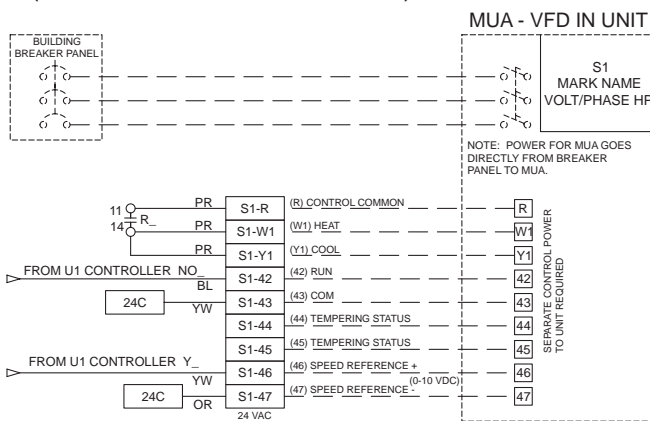 MUA - VFD IN UNIT
BUILDING
BREAKER PANEL
S1
MARK NAME
VOLT/PHASE HP
NOTE: POWER FOR MUA GOES
DIRECTLY FROM BREAKER
PANEL TO MUA.
11 PR S1-R (R) CONTROL COMMON R
R_
14 PR S1-W1 (W1) HEAT W1
PR S1-Y1 (Y1) COOL Y1
FROM U1 CONTROLLER NO_ BL S1-42 (42) RUN 42
24C YW S1-43 (43) COM 43
S1-44 (44) TEMPERING STATUS 44
S1-45 (45) TEMPERING STATUS 45
FROM U1 CONTROLLER Y_ YW S1-46 (46) SPEED REFERENCE + 46
(0-10 VDC)
24C OR S1-47 (47) SPEED REFERENCE - 47
24 VAC
SEPARATE CONTROL POWER
TO UNIT REQUIRED